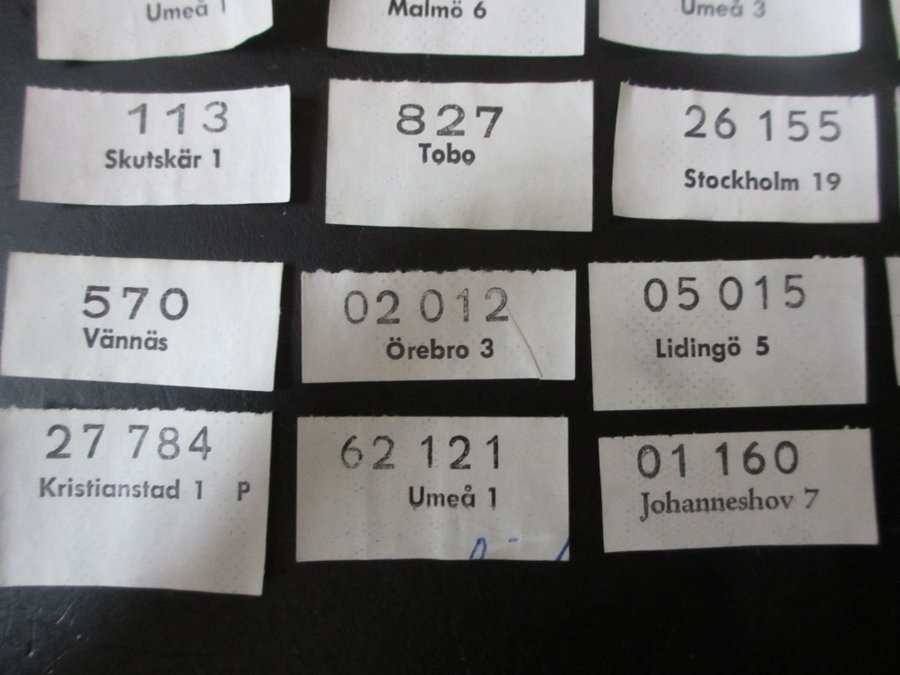 Umeå 1
Malmö 6
Umeå 3
113
Skutskär 1
827
Tobo
26 155
Stockholm 19
570
Vännäs
02 012
Örebro 3
05 015
Lidingö 5
27 784
Kristianstad 1 P
62 121
Umeå 1
01 160
Johanneshov 7